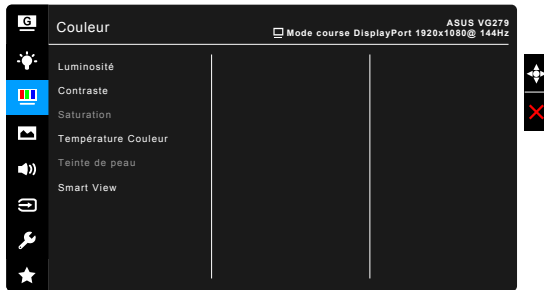 G
Couleur
ASUS VG279
Mode course DisplayPort 1920x1080@ 144Hz
Luminosité
Contraste
Saturation
Température Couleur
Teinte de peau
Smart View